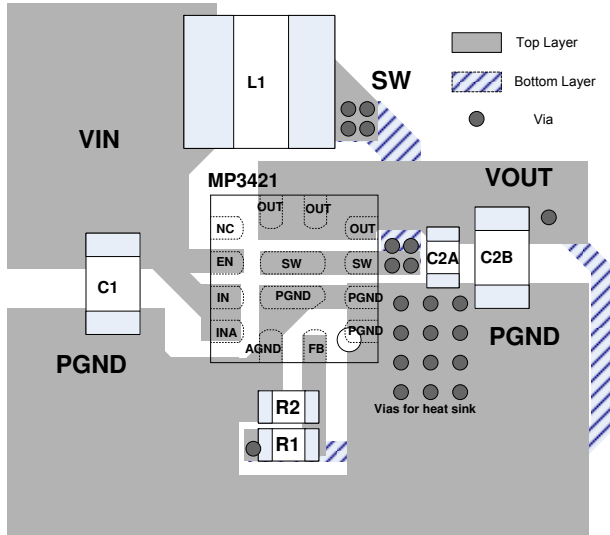 L1
SW
Top Layer
Bottom Layer
Via
VIN
MP3421
VOUT
OUT
OUT
NC
OUT
EN
SW
SW
C2A
C2B
C1
IN
PGND
PGND
INA
PGND
AGND
FB
PGND
PGND
Vias for heat sink
R2
R1